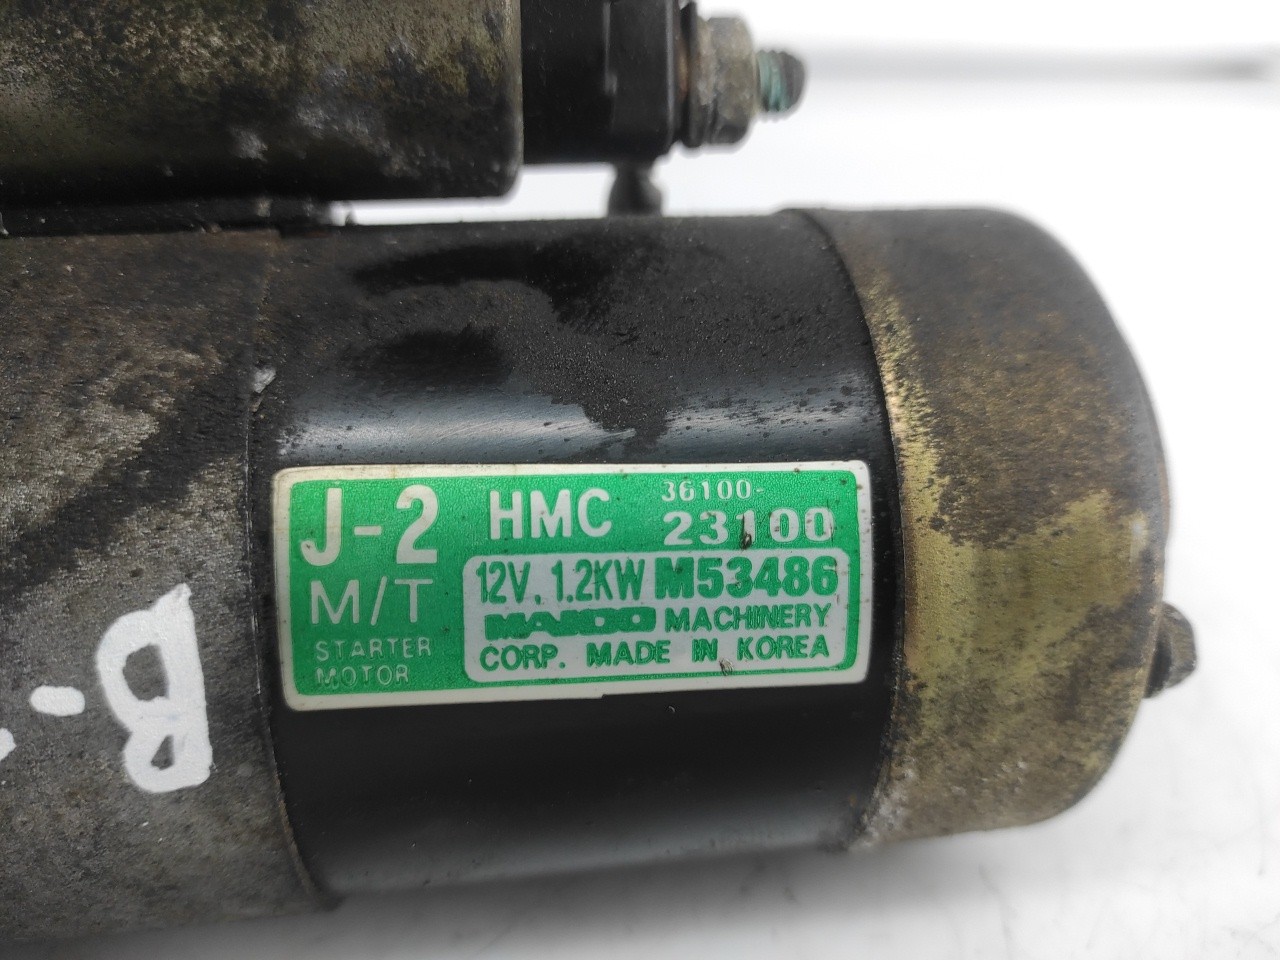 J-2 HMC 36100-
23100
M/T
12V, 1.2KW M53486
MANDO MACHINERY
STARTER
MOTOR
CORP. MADE IN KOREA
B